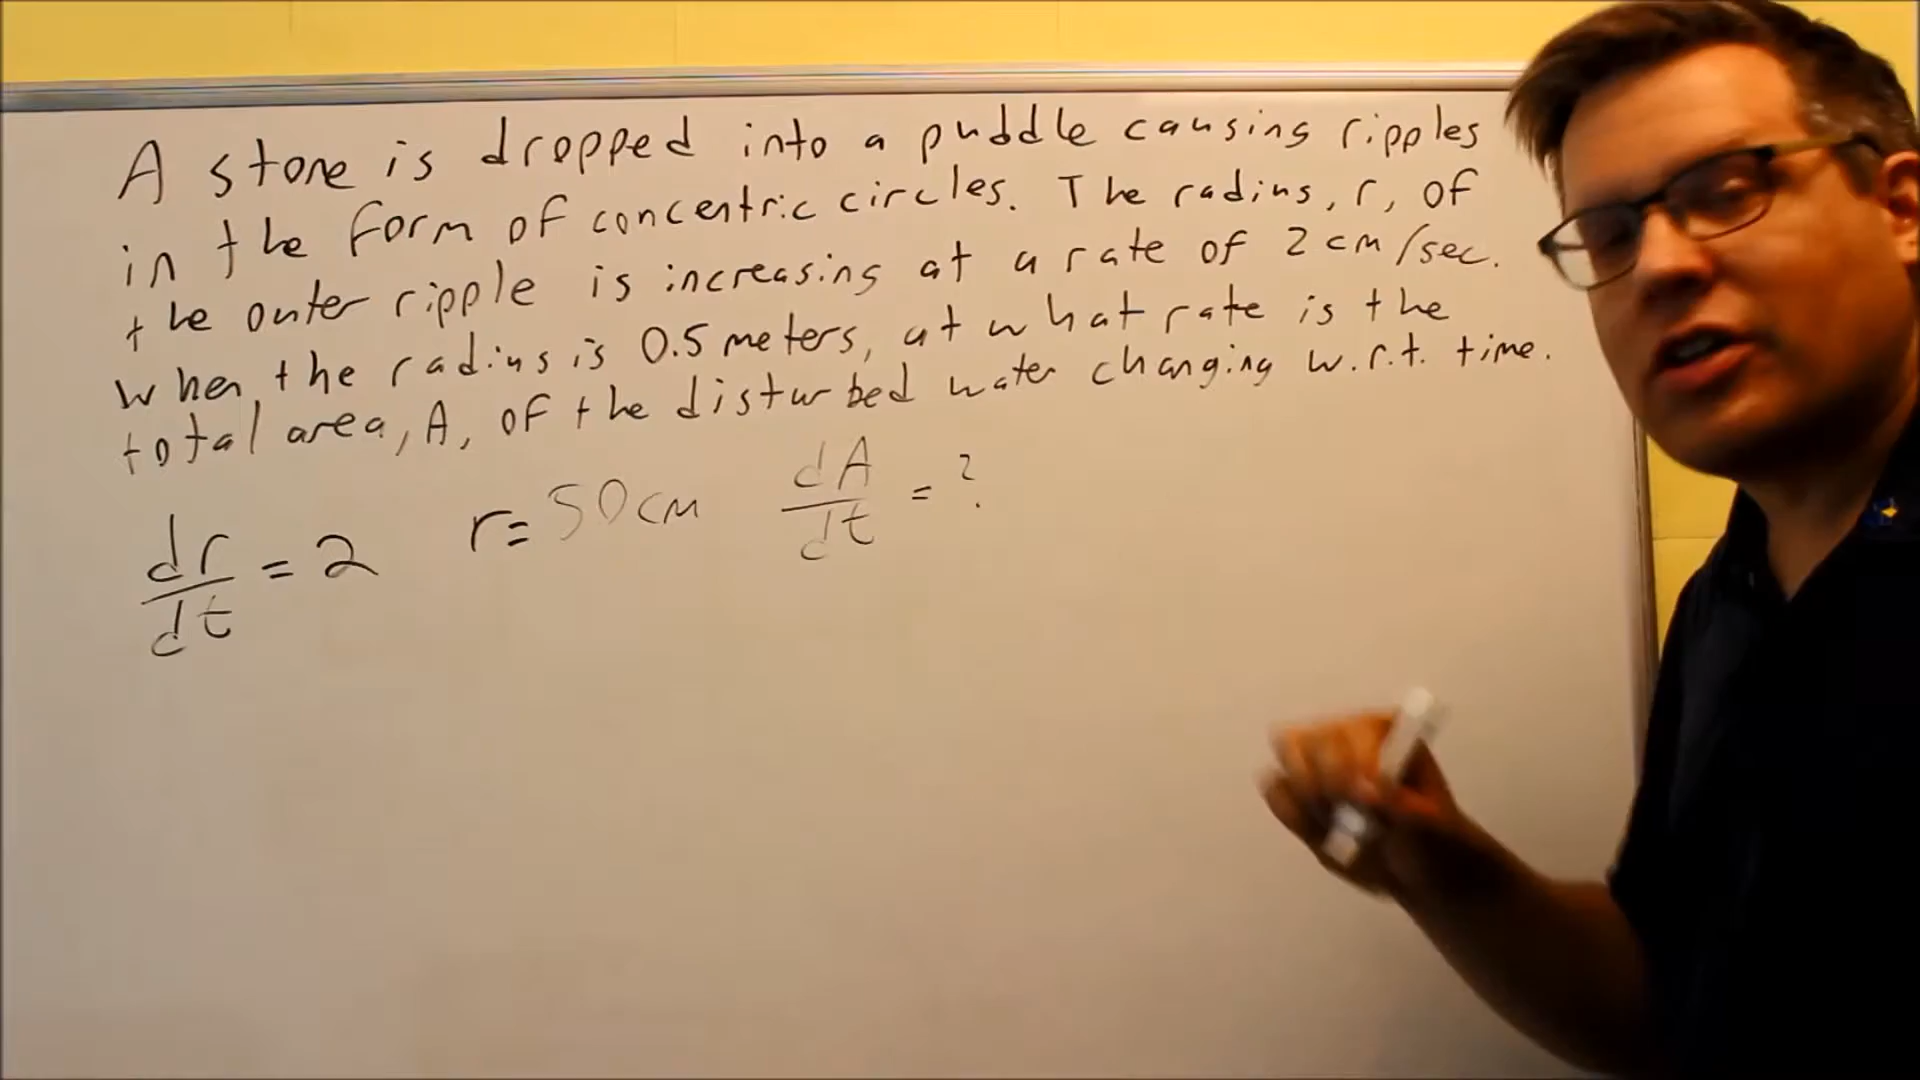 A stone is dropped into a puddle causing ripples
in the form of concentric circles. The radius, r, of
the outer ripple is increasing at a rate of 2 cm/sec.
When the radius is 0.5 meters, at what rate is the
total area, A, of the disturbed water changing w.r.t. time.
dr/dt = 2 r= 50cm dA/dt = ?